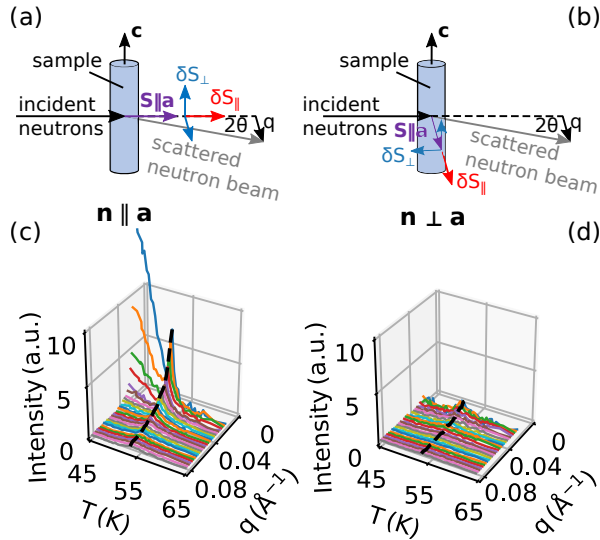 (a)
c
sample
δS⊥
S∥a
δS∥
incident
neutrons
2θ
q
scattered
neutron beam
n ∥ a
(b)
c
sample
incident
neutrons
S∥a
δS⊥
δS∥
2θ
q
scattered
neutron beam
n ⊥ a
(c)
Intensity (a.u.)
10
5
0
45
55
65
T (K)
0
0.04
0.08
q (Å⁻¹)
(d)
Intensity (a.u.)
10
5
0
45
55
65
T (K)
0
0.04
0.08
q (Å⁻¹)